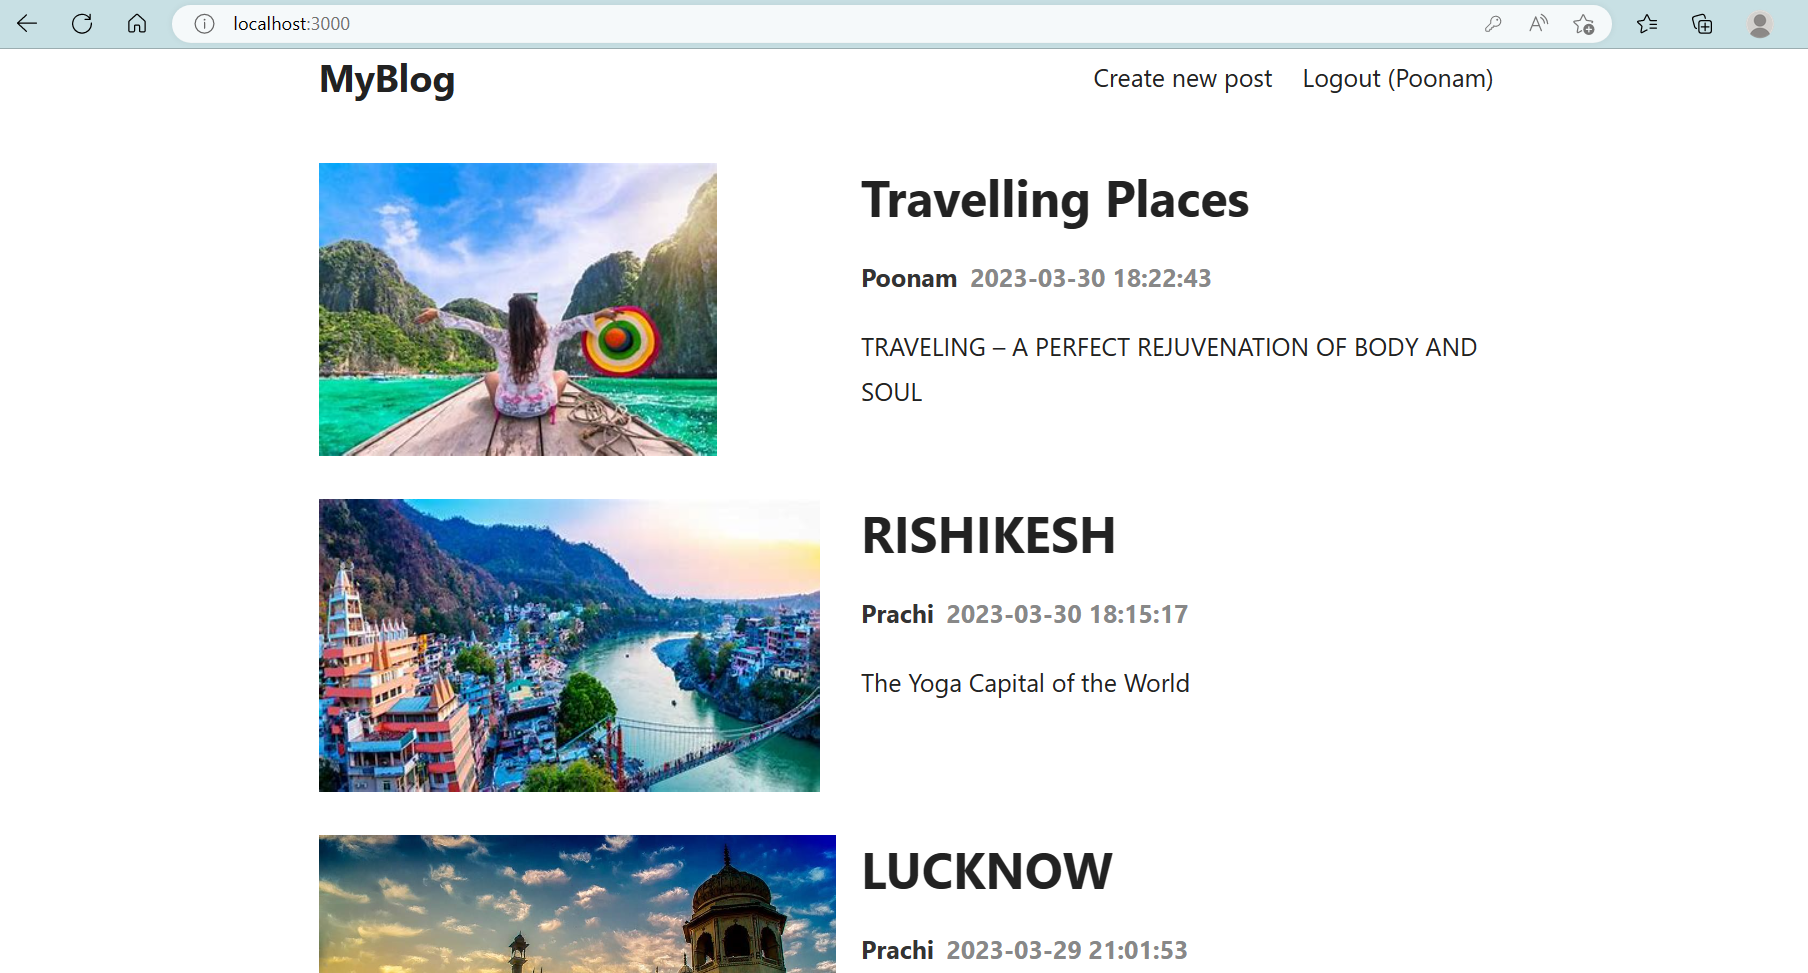 localhost:3000
MyBlog
Create new post Logout (Poonam)
Travelling Places
Poonam 2023-03-30 18:22:43
TRAVELING – A PERFECT REJUVENATION OF BODY AND
SOUL
RISHIKESH
Prachi 2023-03-30 18:15:17
The Yoga Capital of the World
LUCKNOW
Prachi 2023-03-29 21:01:53